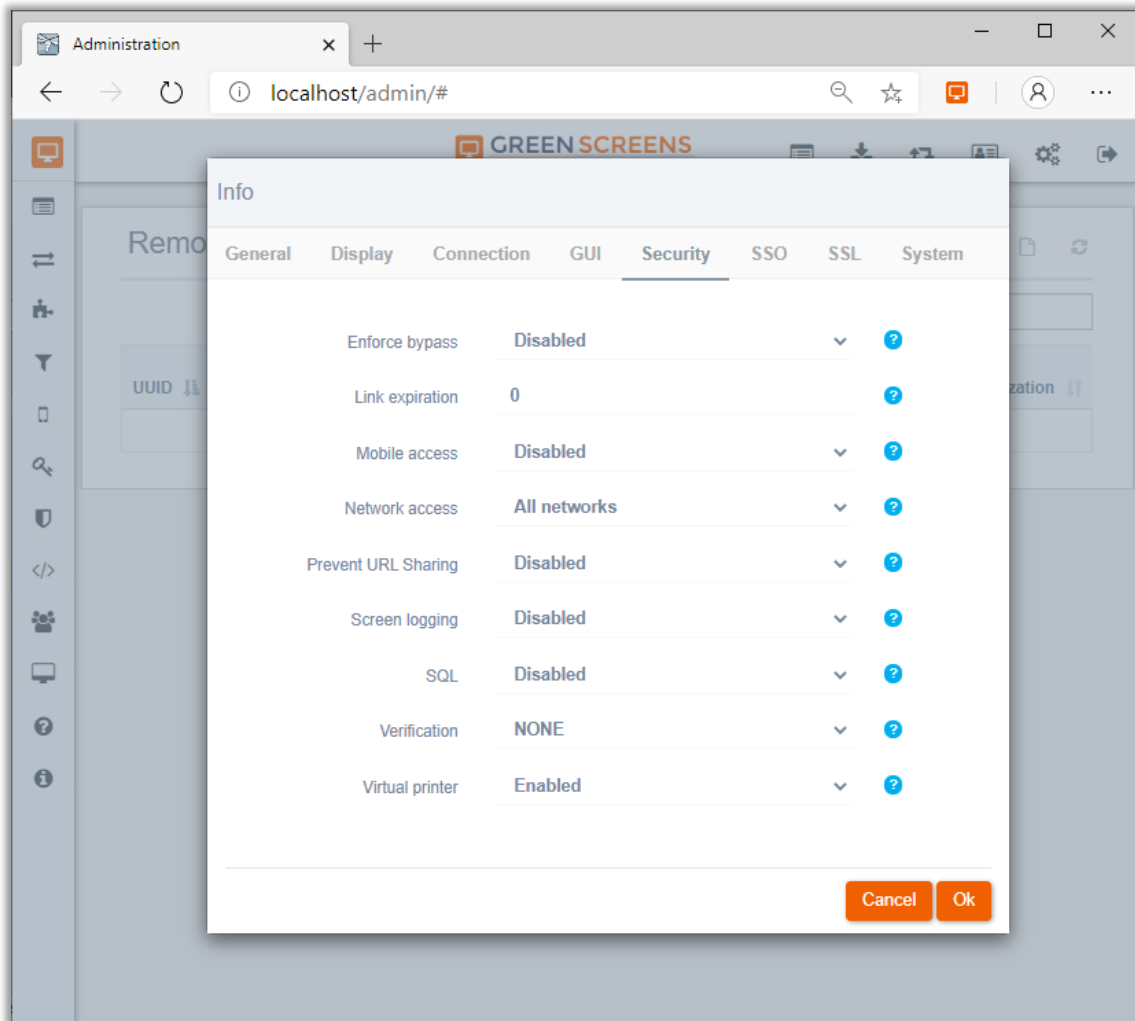 Administration
localhost/admin/#
GREEN SCREENS
Info
Remo
General Display Connection GUI Security SSO SSL System
Enforce bypass Disabled ?
Link expiration 0 ?
UUID
zation
Mobile access Disabled ?
Network access All networks ?
Prevent URL Sharing Disabled ?
Screen logging Disabled ?
SQL Disabled ?
Verification NONE ?
Virtual printer Enabled ?
Cancel Ok